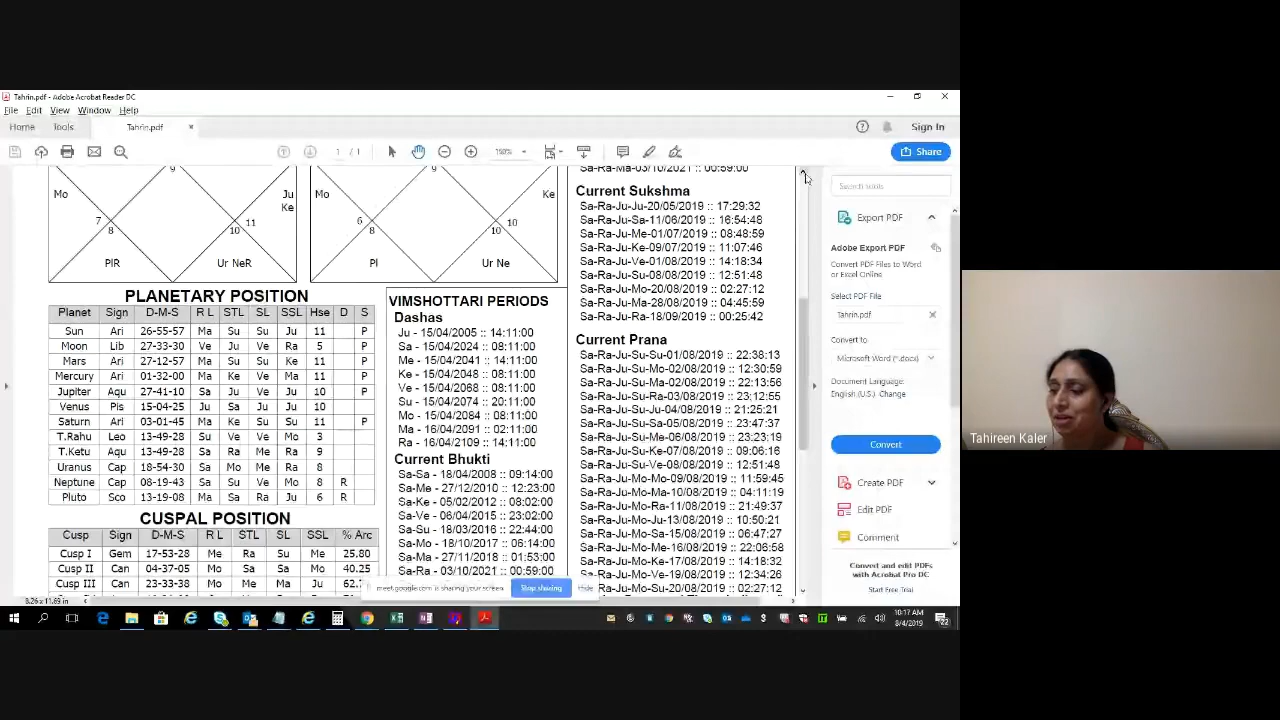 Tahrin.pdf - Adobe Acrobat Reader DC
File Edit View Window Help
Home Tools Tahrin.pdf × Sign In
1 / 1 150% Share
9 9
Mo Ju Mo Ke
Ke
7 11 6 10
8 10 8 10
PlR Ur NeR Pl Ur Ne
PLANETARY POSITION
Planet Sign D-M-S R L STL SL SSL Hse D S
Sun Ari 26-55-57 Ma Su Su Ju 11 P
Moon Lib 27-33-30 Ve Ju Ve Ra 5 P
Mars Ari 27-12-57 Ma Su Su Ke 11 P
Mercury Ari 01-32-00 Ma Ke Ve Ma 11 P
Jupiter Aqu 27-41-10 Sa Ju Ve Ju 10 P
Venus Pis 15-04-25 Ju Sa Ju Ju 10
Saturn Ari 03-01-45 Ma Ke Su Su 11 P
T.Rahu Leo 13-49-28 Su Ve Ve Mo 3
T.Ketu Aqu 13-49-28 Sa Ra Me Ra 9
Uranus Cap 18-54-30 Sa Mo Me Ra 8
Neptune Cap 08-19-43 Sa Su Ve Mo 8 R
Pluto Sco 13-19-08 Ma Sa Ra Ju 6 R
CUSPAL POSITION
Cusp Sign D-M-S R L STL SL SSL % Arc
Cusp I Gem 17-53-28 Me Ra Su Me 25.80
Cusp II Can 04-37-05 Mo Sa Sa Mo 40.25
Cusp III Can 23-33-38 Mo Me Ma Ju
VIMSHOTTARI PERIODS
Dashas
Ju - 15/04/2005 :: 14:11:00
Sa - 15/04/2024 :: 08:11:00
Me - 15/04/2041 :: 14:11:00
Ke - 15/04/2048 :: 08:11:00
Ve - 15/04/2068 :: 08:11:00
Su - 15/04/2074 :: 20:11:00
Mo - 15/04/2084 :: 08:11:00
Ma - 16/04/2091 :: 02:11:00
Ra - 16/04/2109 :: 14:11:00
Current Bhukti
Sa-Sa - 18/04/2008 :: 09:14:00
Sa-Me - 27/12/2010 :: 12:23:00
Sa-Ke - 05/02/2012 :: 08:02:00
Sa-Ve - 06/04/2015 :: 23:02:00
Sa-Su - 18/03/2016 :: 22:44:00
Sa-Mo - 18/10/2017 :: 06:14:00
Sa-Ma - 27/11/2018 :: 01:53:00
Sa-Ra - 03/10/2021 :: 00:59:00
Sa-Ra-Ma-03/10/2021 :: 00:59:00
Current Sukshma
Sa-Ra-Ju-Ju-20/05/2019 :: 17:29:32
Sa-Ra-Ju-Sa-11/06/2019 :: 16:54:48
Sa-Ra-Ju-Me-01/07/2019 :: 08:48:59
Sa-Ra-Ju-Ke-09/07/2019 :: 11:07:46
Sa-Ra-Ju-Ve-01/08/2019 :: 14:18:34
Sa-Ra-Ju-Su-08/08/2019 :: 12:51:48
Sa-Ra-Ju-Mo-20/08/2019 :: 02:27:12
Sa-Ra-Ju-Ma-28/08/2019 :: 04:45:59
Sa-Ra-Ju-Ra-18/09/2019 :: 00:25:42
Current Prana
Sa-Ra-Ju-Su-Su-01/08/2019 :: 22:38:13
Sa-Ra-Ju-Su-Mo-02/08/2019 :: 12:30:59
Sa-Ra-Ju-Su-Ma-02/08/2019 :: 22:13:56
Sa-Ra-Ju-Su-Ra-03/08/2019 :: 23:12:55
Sa-Ra-Ju-Su-Ju-04/08/2019 :: 21:25:21
Sa-Ra-Ju-Su-Sa-05/08/2019 :: 23:47:37
Sa-Ra-Ju-Su-Me-06/08/2019 :: 23:23:19
Sa-Ra-Ju-Su-Ke-07/08/2019 :: 09:06:16
Sa-Ra-Ju-Su-Ve-08/08/2019 :: 12:51:48
Sa-Ra-Ju-Mo-Mo-09/08/2019 :: 11:59:45
Sa-Ra-Ju-Mo-Ma-10/08/2019 :: 04:11:19
Sa-Ra-Ju-Mo-Ra-11/08/2019 :: 21:49:37
Sa-Ra-Ju-Mo-Ju-13/08/2019 :: 10:50:21
Sa-Ra-Ju-Mo-Sa-15/08/2019 :: 06:47:27
Sa-Ra-Ju-Mo-Me-16/08/2019 :: 22:06:58
Sa-Ra-Ju-Mo-Ke-17/08/2019 :: 14:18:32
Sa-Ra-Ju-Mo-Ve-19/08/2019 :: 12:34:26
Sa-Ra-Ju-Mo-Su-20/08/2019 :: 02:27:12
Export PDF
Adobe Export PDF
Convert PDF Files to Word
or Excel Online
Select PDF File
Tahrin.pdf ×
Convert to
Microsoft Word (*.docx)
Document Language:
English (U.S.) Change
Convert
Create PDF
Edit PDF
Comment
Convert and edit PDFs
with Acrobat Pro DC
Start Free Trial
meet.google.com is sharing your screen. Stop sharing Hide
8.26 x 11.69 in
10:17 AM
8/4/2019
22
Tahireen Kaler